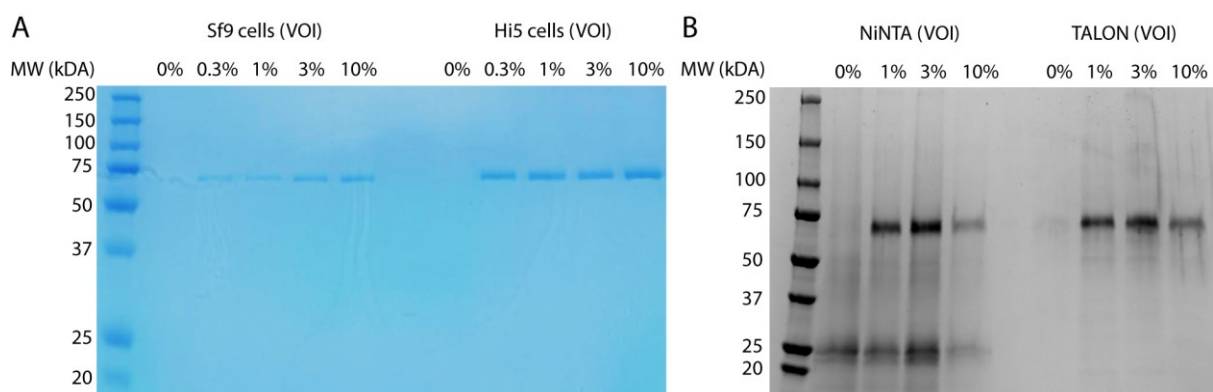 A
Sf9 cells (VOI) Hi5 cells (VOI)
MW (kDA) 0% 0.3% 1% 3% 10% 0% 0.3% 1% 3% 10%
250
150
100
75
50
37
25
20
B
NiNTA (VOI) TALON (VOI)
MW (kDA) 0% 1% 3% 10% 0% 1% 3% 10%
250
150
100
75
50
37
25
20